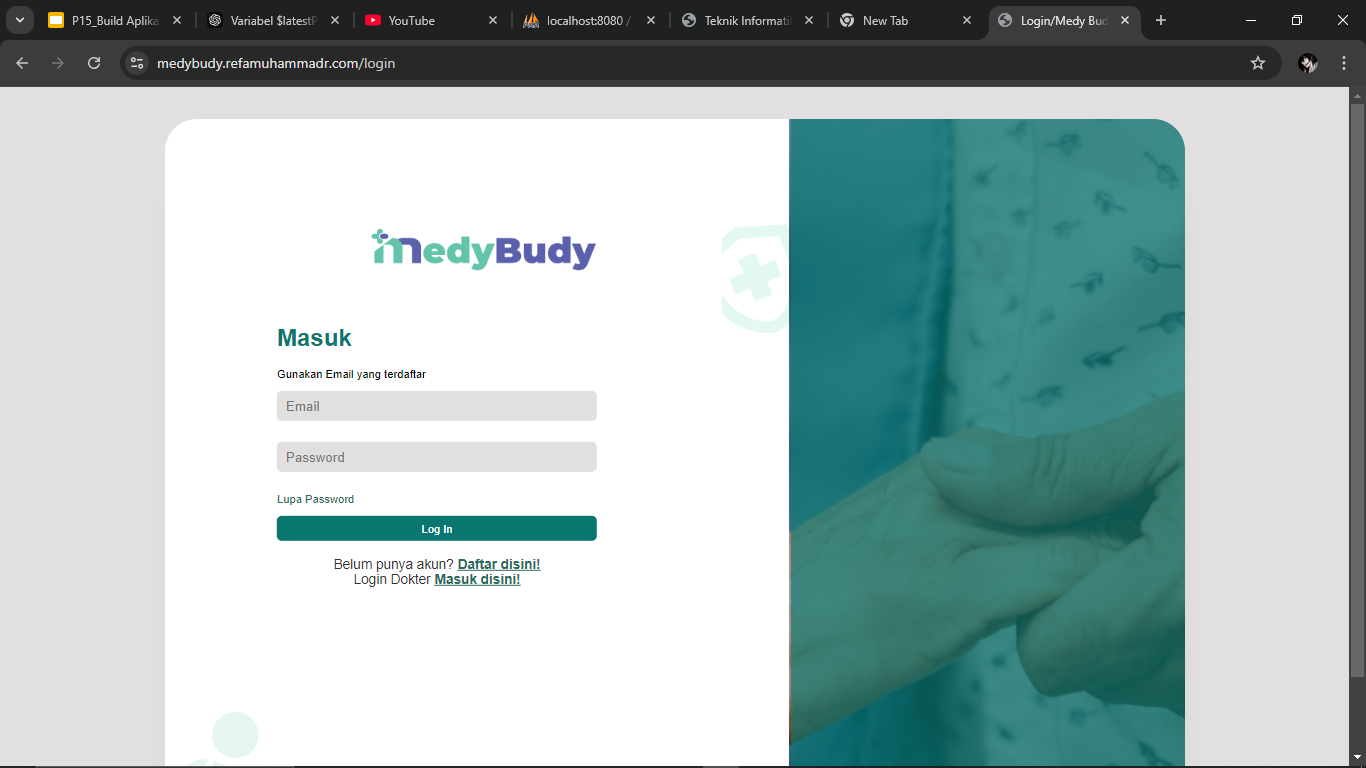 P15_Build Aplika
Variabel $latestP
YouTube
localhost:8080 /
Teknik Informati
New Tab
Login/Medy Bud
medybudy.refamuhammadr.com/login
MedyBudy
Masuk
Gunakan Email yang terdaftar
Email
Password
Lupa Password
Log In
Belum punya akun? Daftar disini!
Login Dokter Masuk disini!